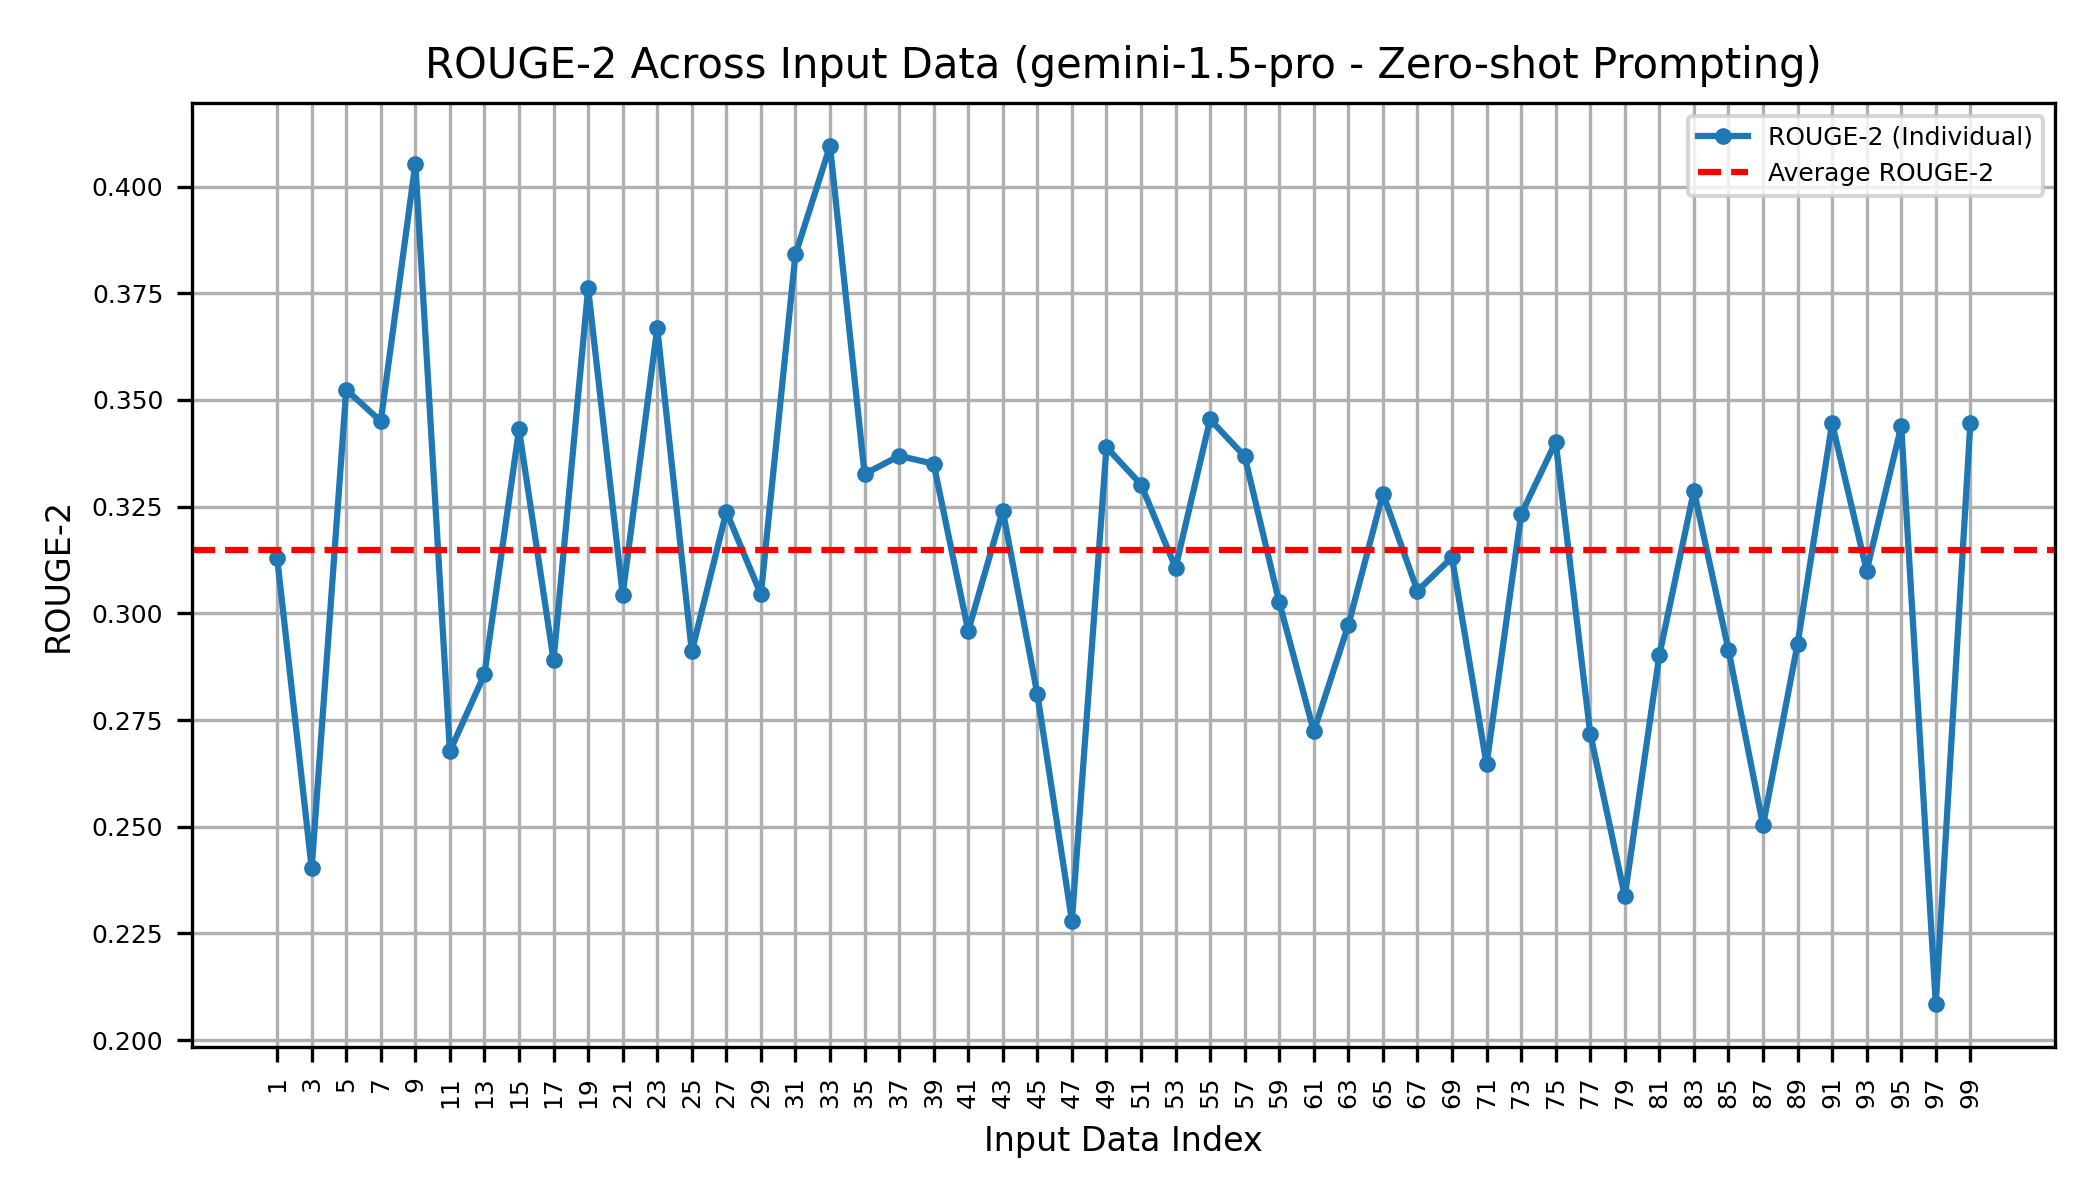 ROUGE-2 Across Input Data (gemini-1.5-pro - Zero-shot Prompting)
ROUGE-2 (Individual)
Average ROUGE-2
0.400
0.375
0.350
0.325
0.300
0.275
0.250
0.225
0.200
ROUGE-2
1 3 5 7 9 11 13 15 17 19 21 23 25 27 29 31 33 35 37 39 41 43 45 47 49 51 53 55 57 59 61 63 65 67 69 71 73 75 77 79 81 83 85 87 89 91 93 95 97 99
Input Data Index